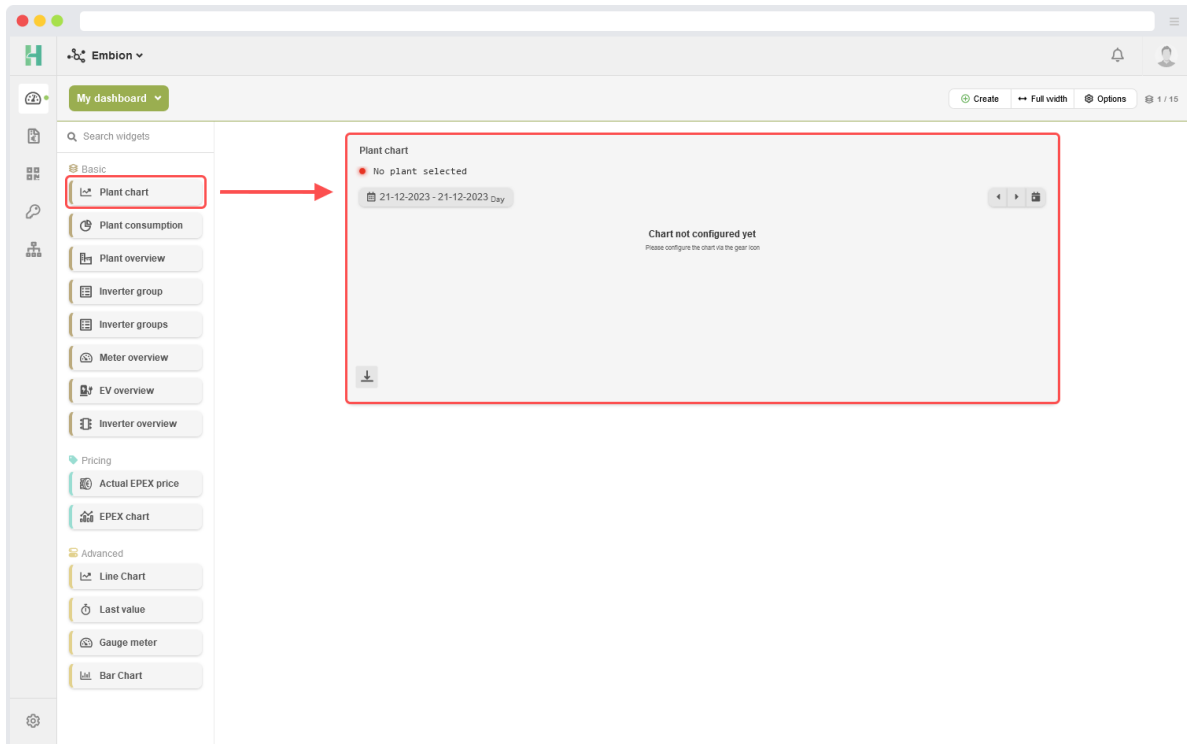 H
Embion
My dashboard
Create
Full width
Options
1 / 15
Search widgets
Basic
Plant chart
Plant consumption
Plant overview
Inverter group
Inverter groups
Meter overview
EV overview
Inverter overview
Pricing
Actual EPEX price
EPEX chart
Advanced
Line Chart
Last value
Gauge meter
Bar Chart
Plant chart
No plant selected
21-12-2023 - 21-12-2023 Day
Chart not configured yet
Please configure the chart via the gear icon